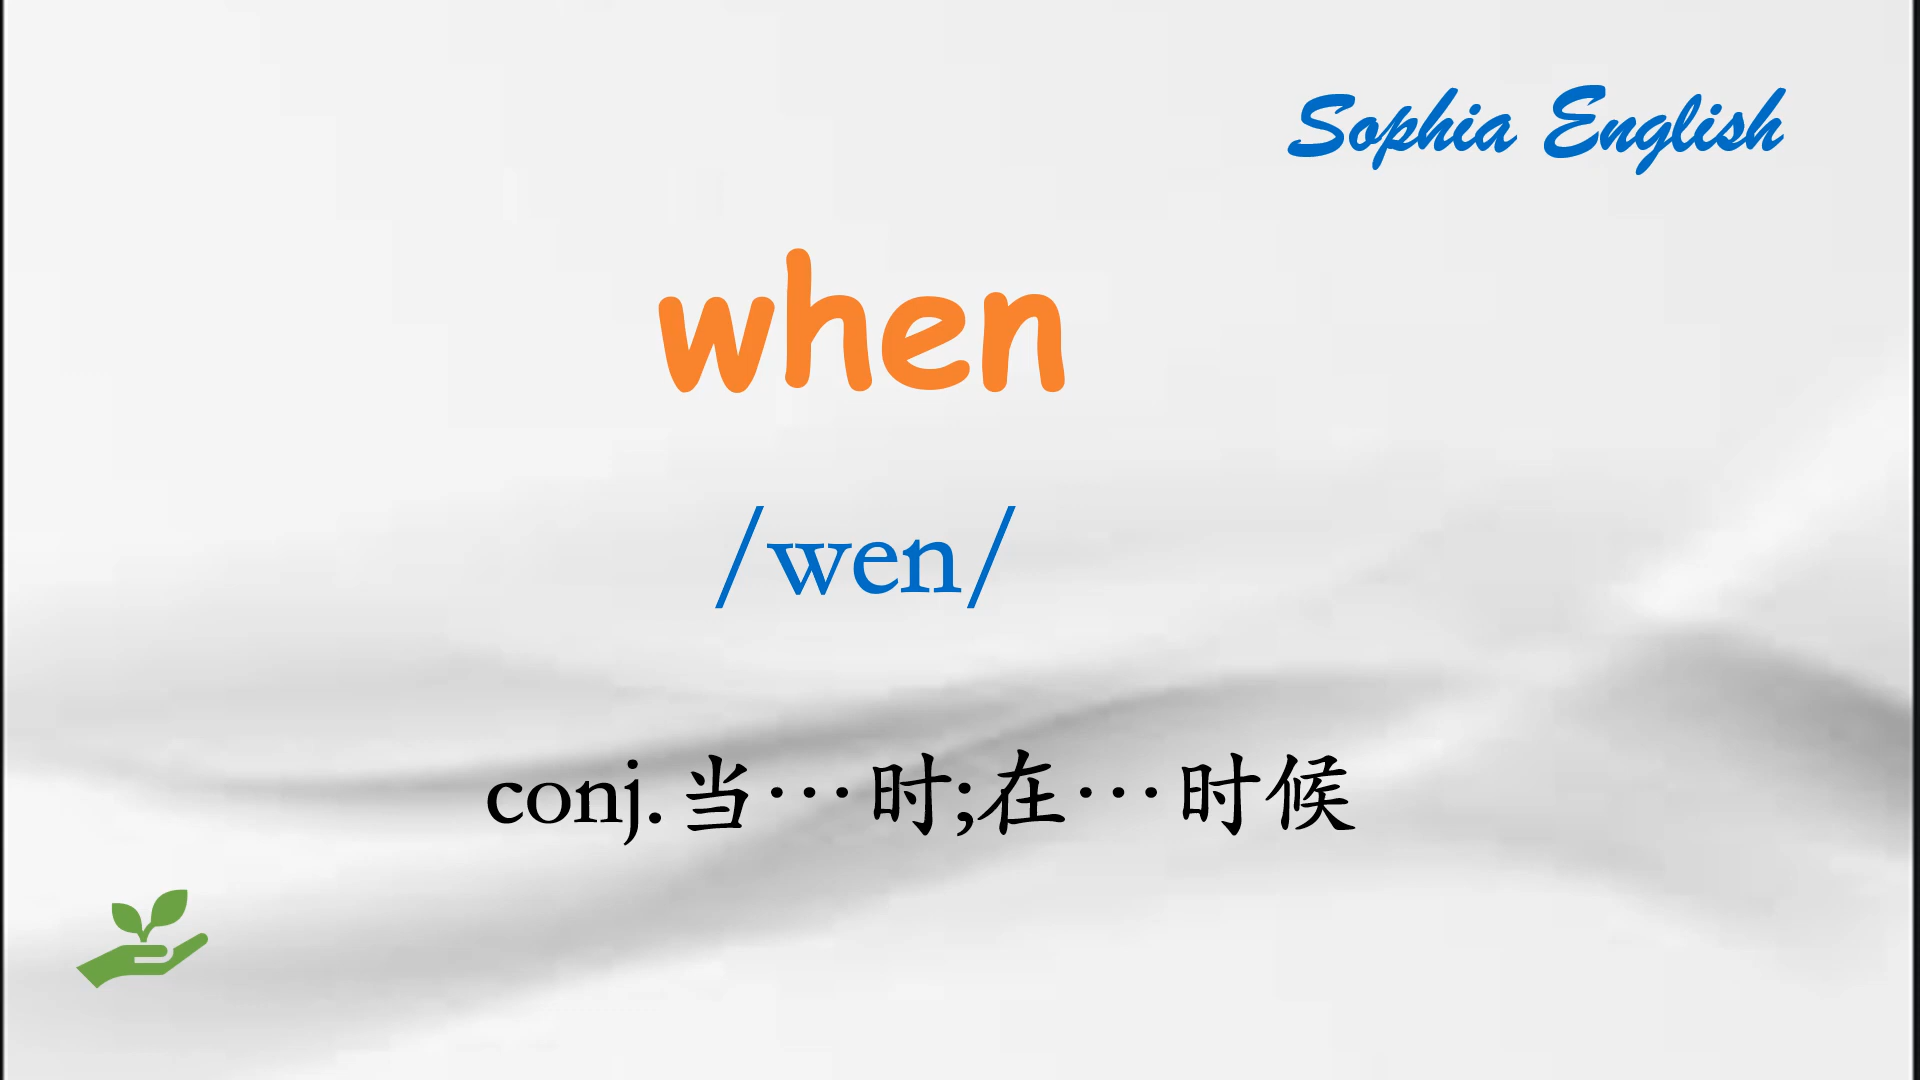 Sophia English
when
/wen/
conj.当…时;在…时候